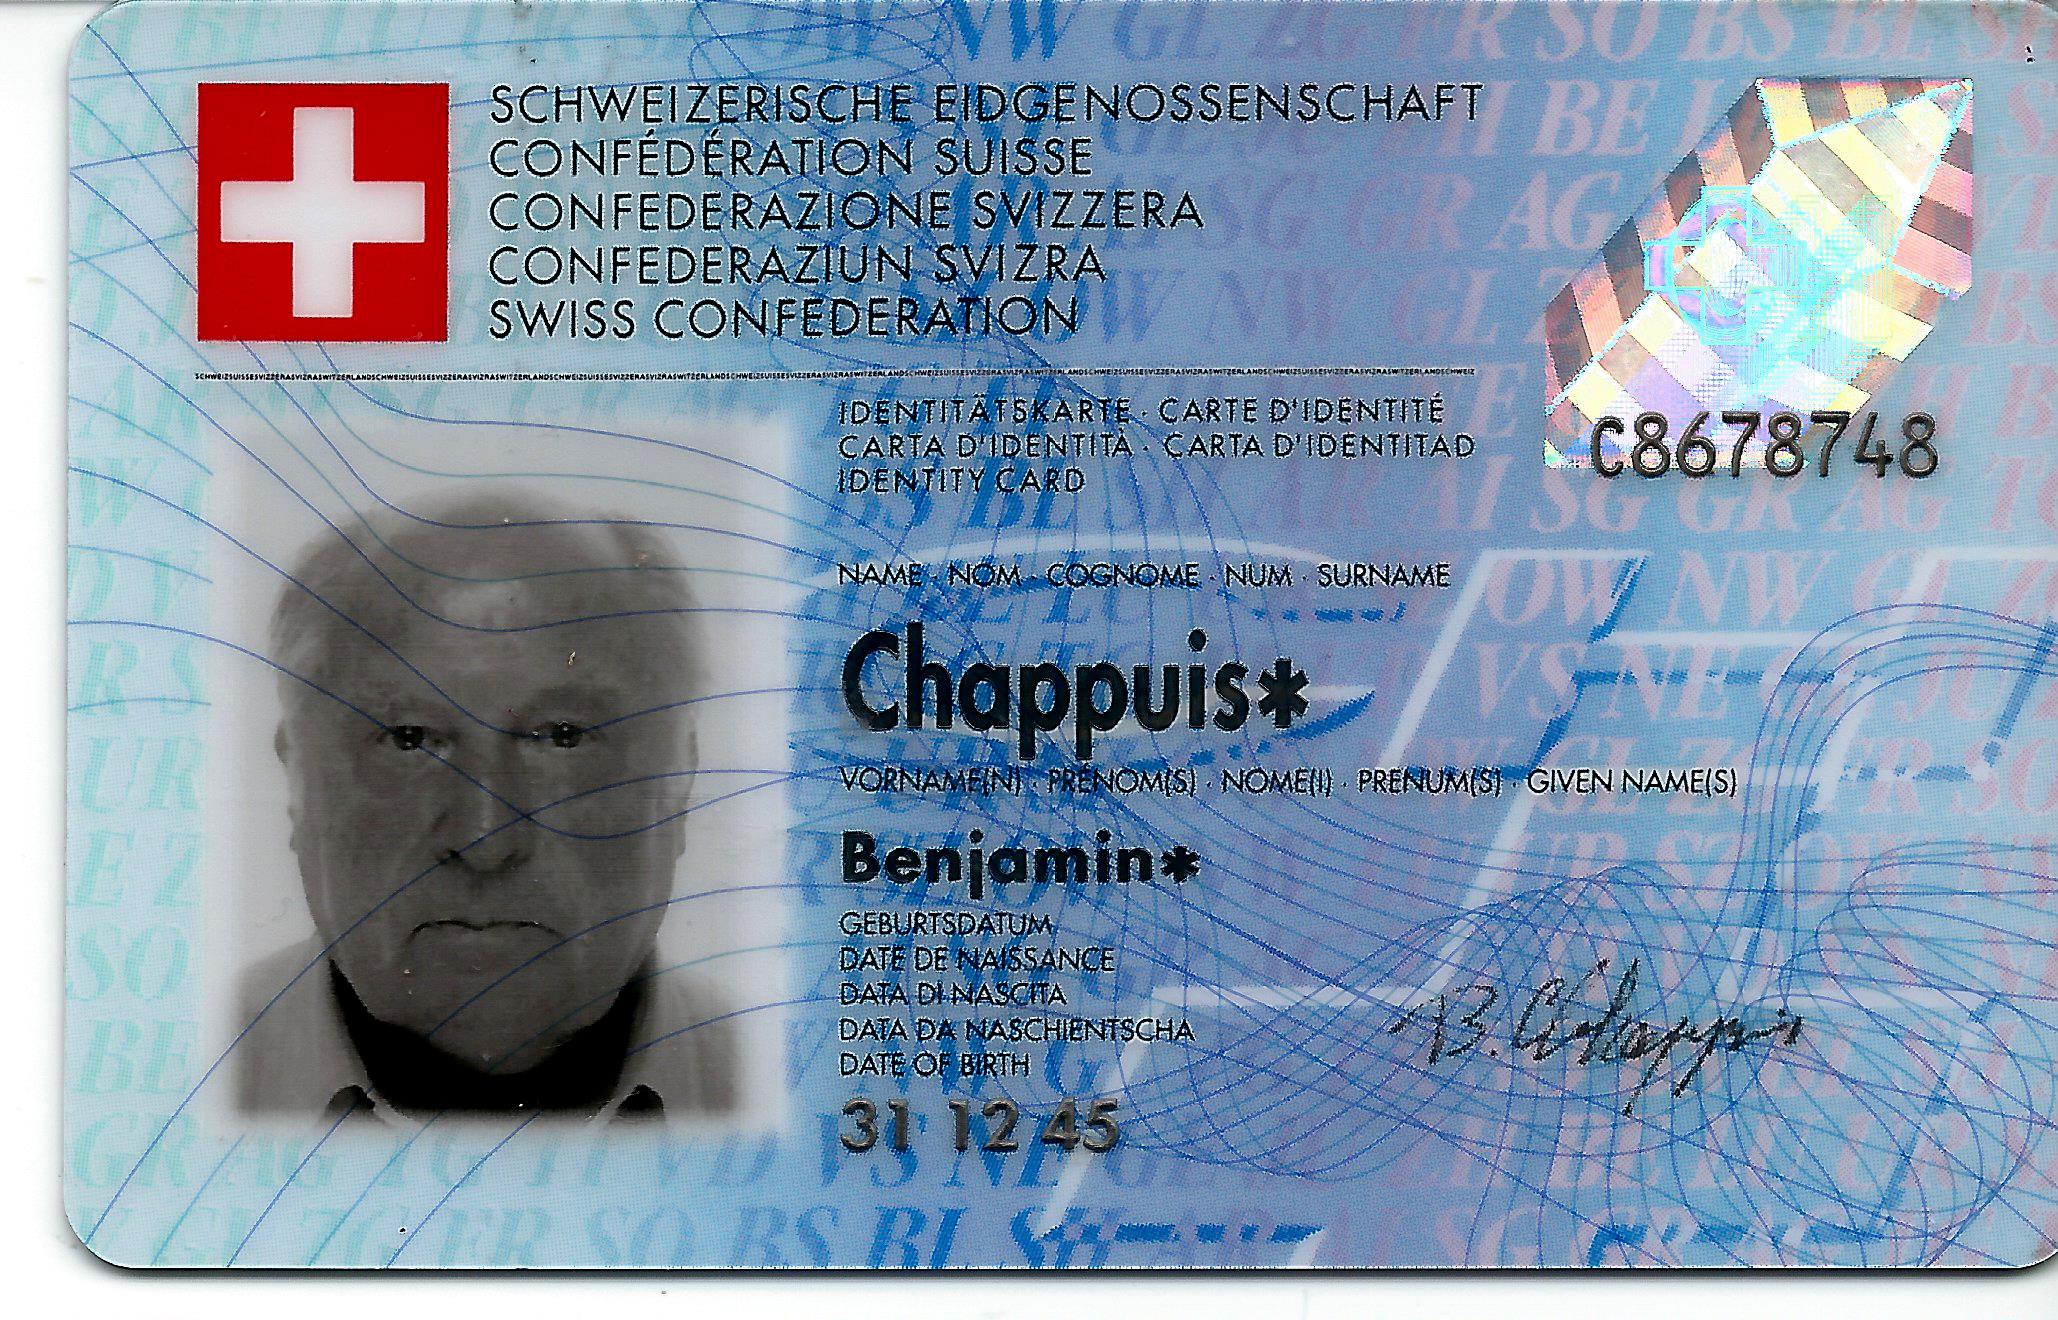 SCHWEIZERISCHE EIDGENOSSENSCHAFT
CONFÉDÉRATION SUISSE
CONFEDERAZIONE SVIZZERA
CONFEDERAZIUN SVIZRA
SWISS CONFEDERATION
IDENTITÄTSKARTE · CARTE D'IDENTITÉ
CARTA D'IDENTITÀ · CARTA D'IDENTITAD
IDENTITY CARD
C8678748
NAME · NOM · COGNOME · NUM · SURNAME
Chappuis*
VORNAME(N) · PRÉNOM(S) · NOME(I) · PRENUM(S) · GIVEN NAME(S)
Benjamin*
GEBURTSDATUM
DATE DE NAISSANCE
DATA DI NASCITA
DATA DA NASCHIENTSCHA
DATE OF BIRTH
31 12 45
B. Chappuis